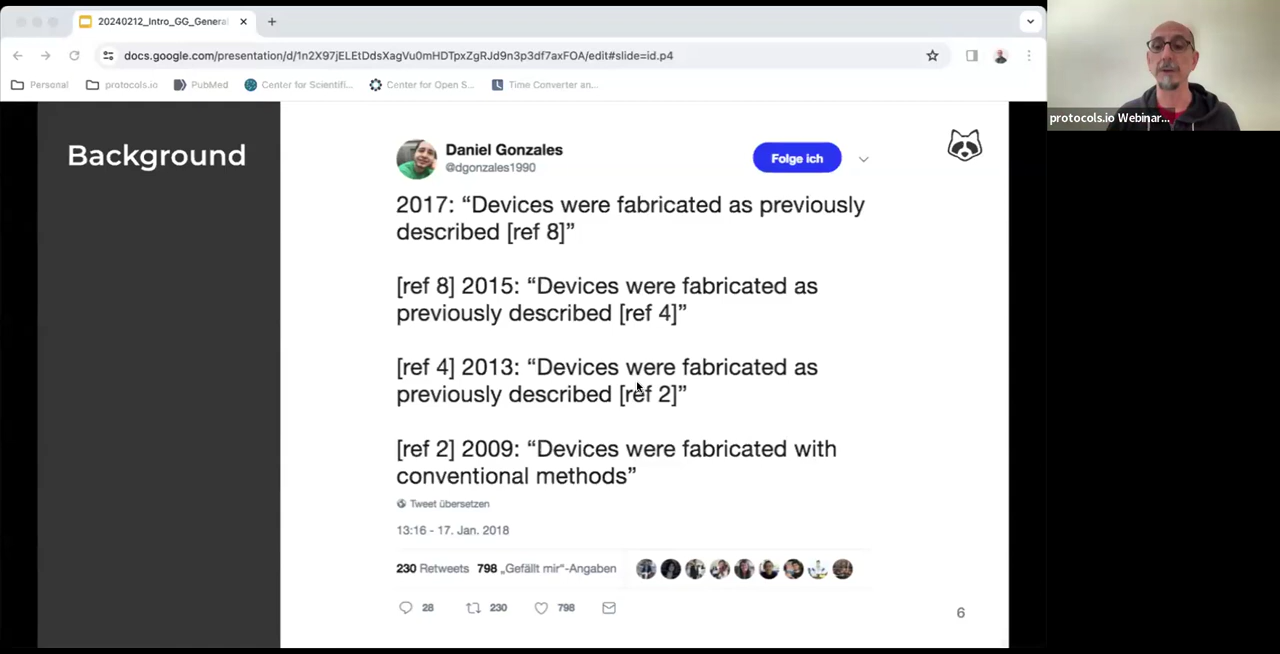 20240212_Intro_GG_General
docs.google.com/presentation/d/1n2X97jELEtDdsXagVu0mHDTpxZgRJd9n3p3df7axFOA/edit#slide=id.p4
Personal
protocols.io
PubMed
Center for Scientifi...
Center for Open S...
Time Converter an...
protocols.io Webinar...
Background
Daniel Gonzales
@dgonzales1990
Folge ich
2017: “Devices were fabricated as previously
described [ref 8]”
[ref 8] 2015: “Devices were fabricated as
previously described [ref 4]”
[ref 4] 2013: “Devices were fabricated as
previously described [ref 2]”
[ref 2] 2009: “Devices were fabricated with
conventional methods”
Tweet übersetzen
13:16 - 17. Jan. 2018
230 Retweets 798 „Gefällt mir“-Angaben
28 230 798
6